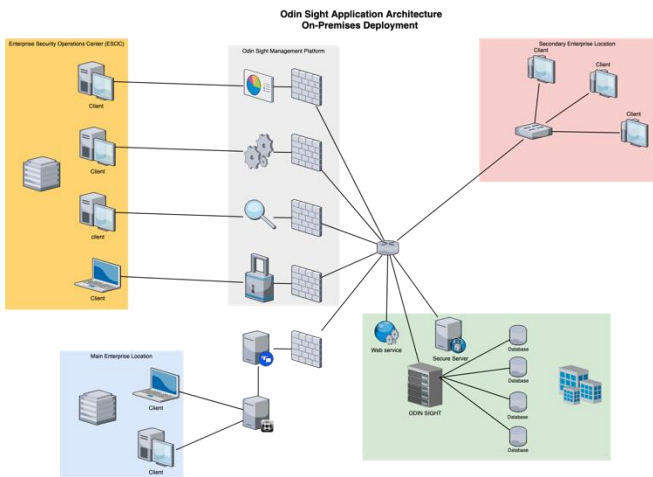 Odin Sight Application Architecture
On-Premises Deployment
Enterprise Security Operations Center (ESOC)
Odin Sight Management Platform
Secondary Enterprise Location
Client
Client
Client
Client
Client
client
Client
Web service
Secure Server
ODIN SIGHT
Database
Database
Database
Database
Main Enterprise Location
Client
Client